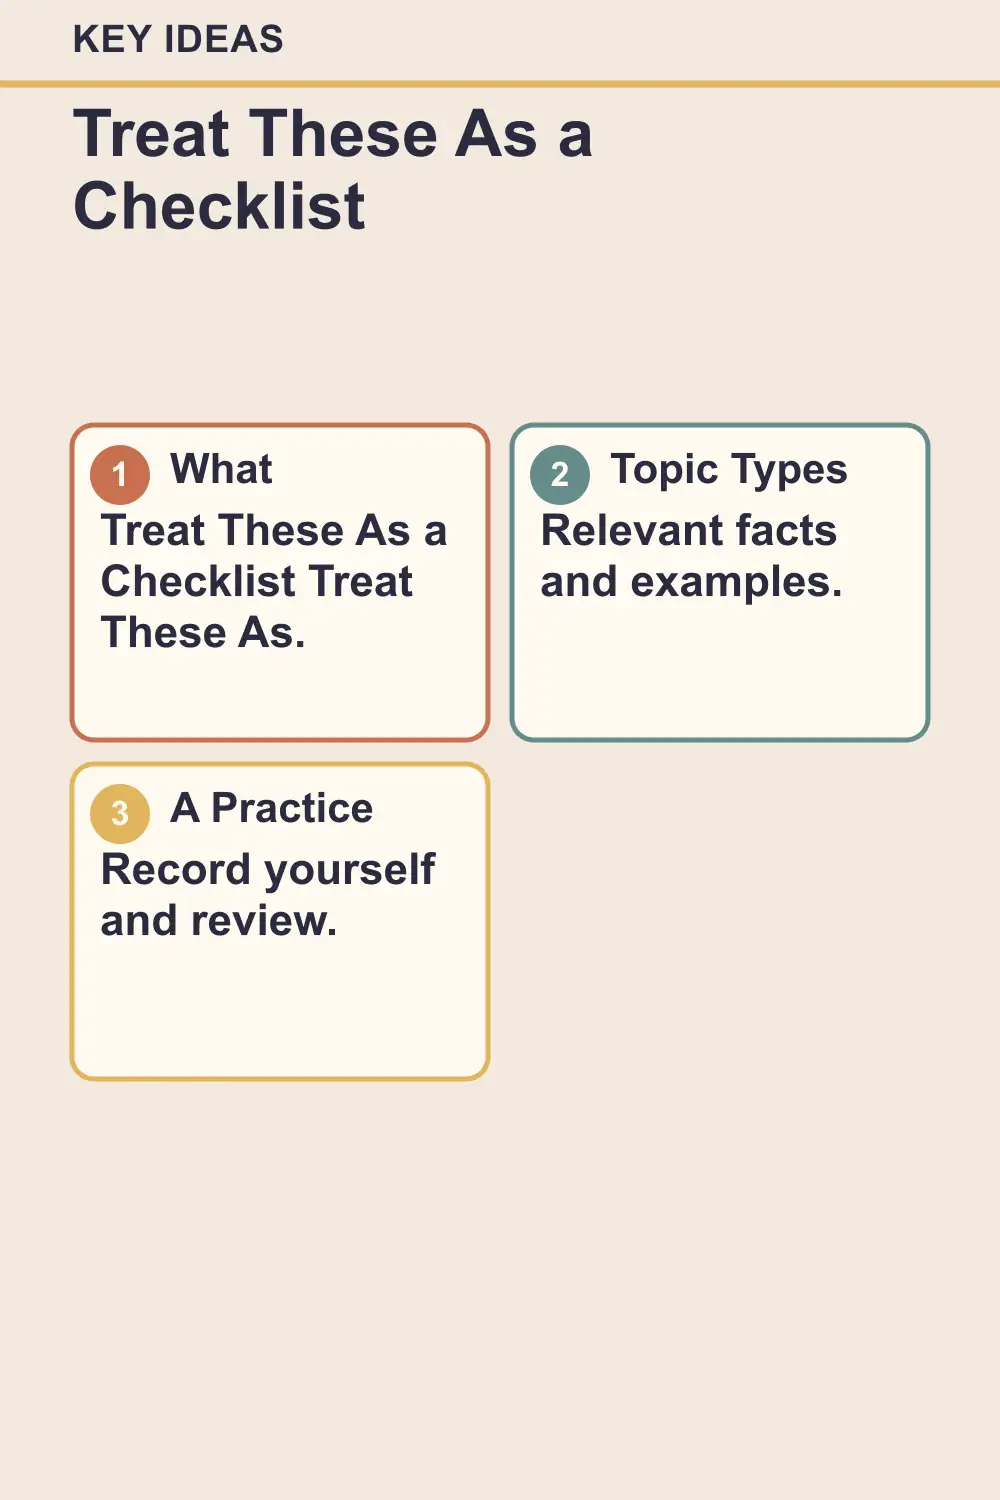 KEY IDEAS
Treat These As a
Checklist
1 What
Treat These As a
Checklist Treat
These As.
2 Topic Types
Relevant facts
and examples.
3 A Practice
Record yourself
and review.